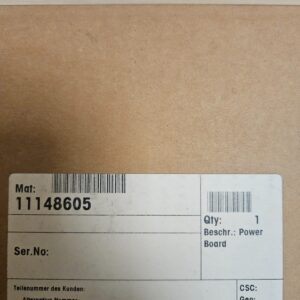 Mat:
11148605
Qty: 1
Beschr.: Power
Board
Ser.No:
Teilenummer des Kunden:
CSC: